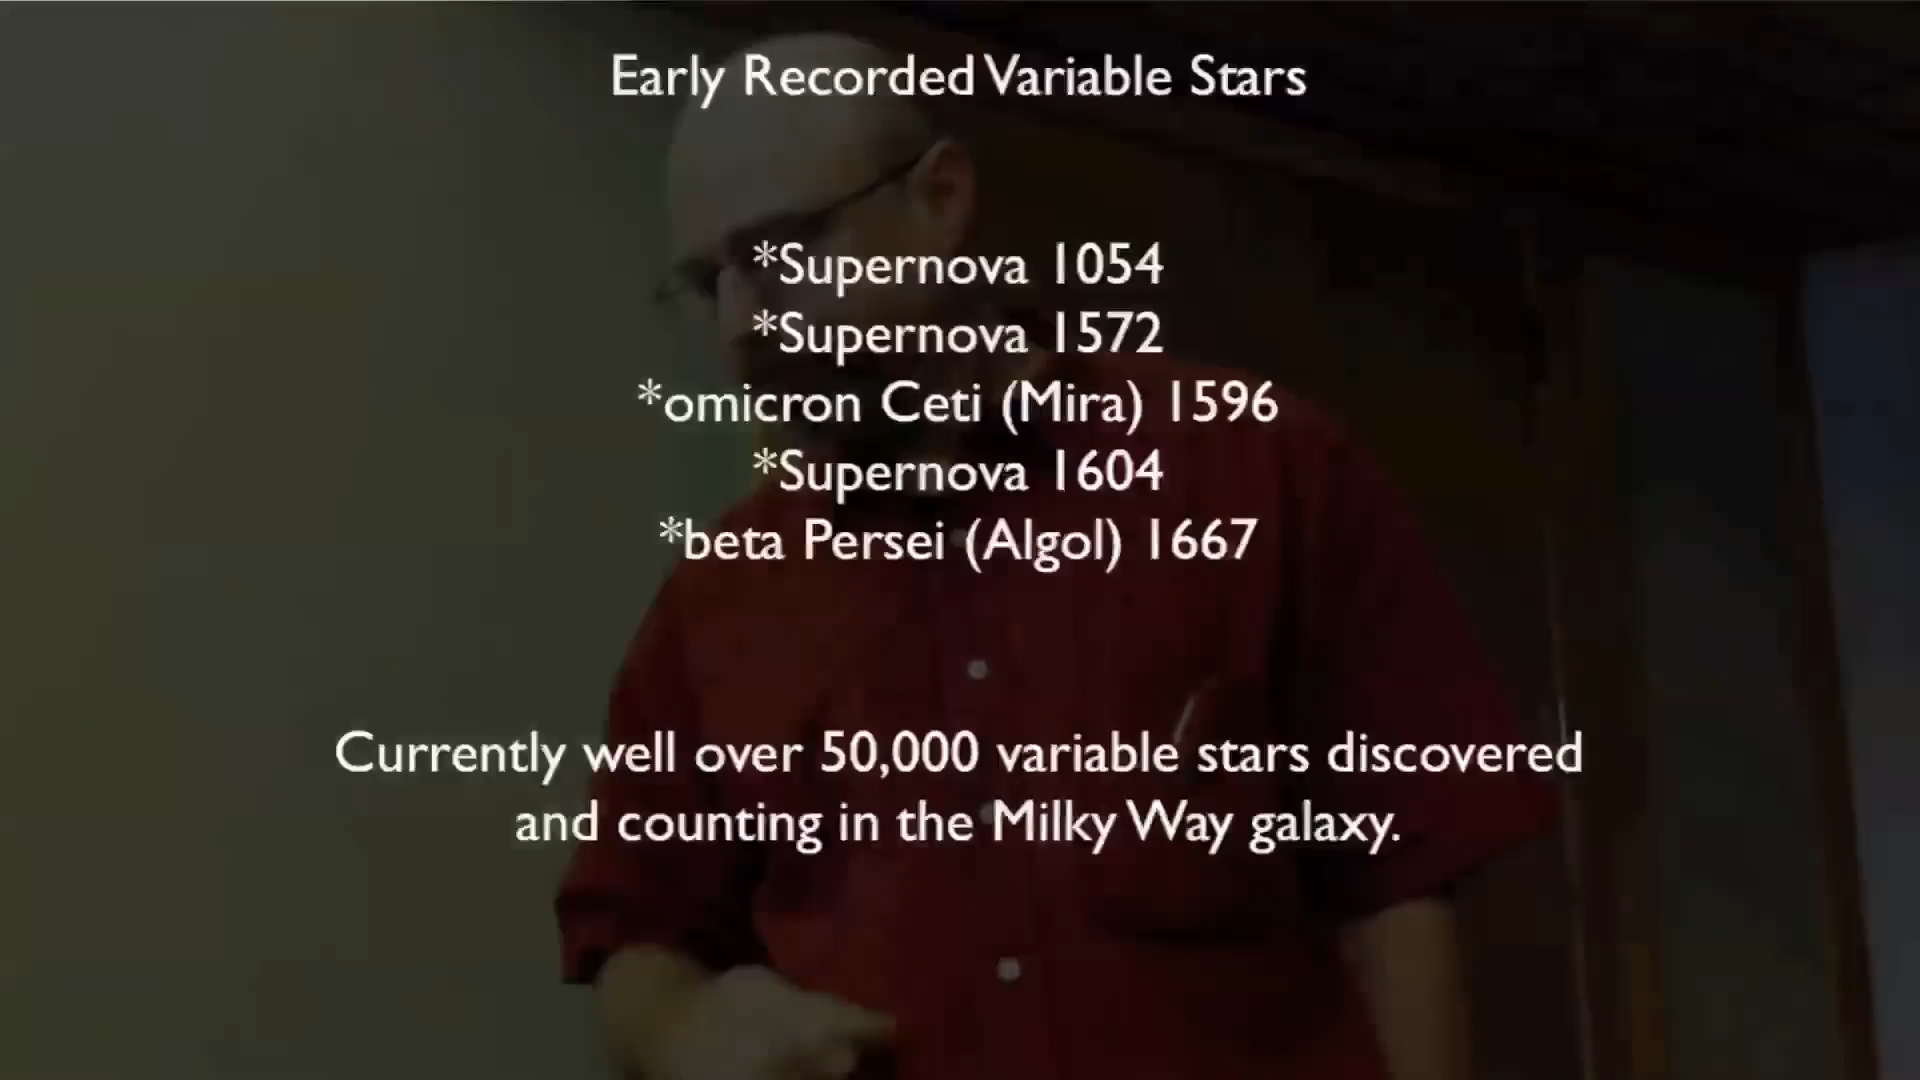 Early Recorded Variable Stars
*Supernova 1054
*Supernova 1572
*omicron Ceti (Mira) 1596
*Supernova 1604
*beta Persei (Algol) 1667
Currently well over 50,000 variable stars discovered
and counting in the Milky Way galaxy.